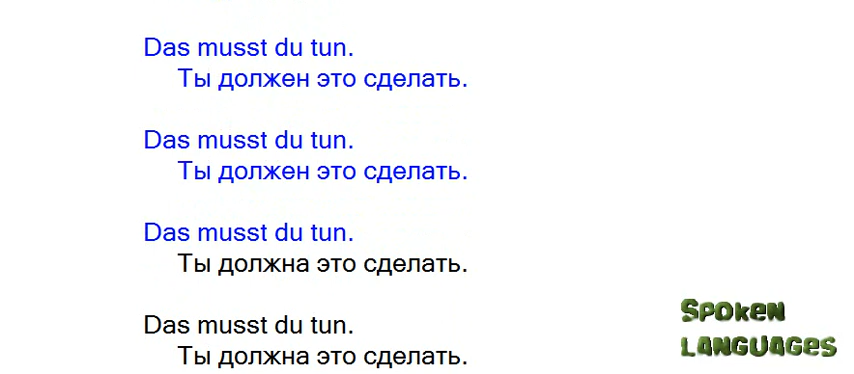 Das musst du tun.
Ты должен это сделать.
Das musst du tun.
Ты должен это сделать.
Das musst du tun.
Ты должна это сделать.
Das musst du tun.
Ты должна это сделать.
Spoken
Languages